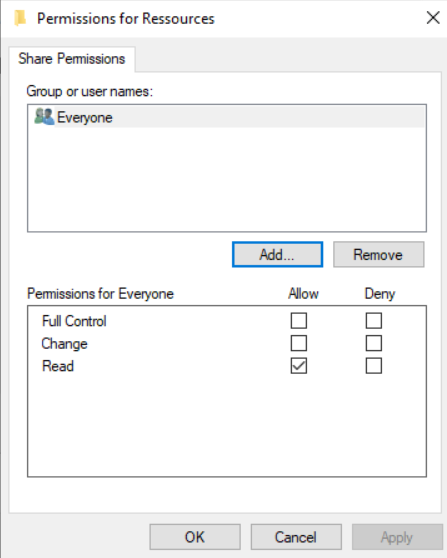 Permissions for Ressources
Share Permissions
Group or user names:
Everyone
Add... Remove
Permissions for Everyone Allow Deny
Full Control
Change
Read
OK Cancel Apply